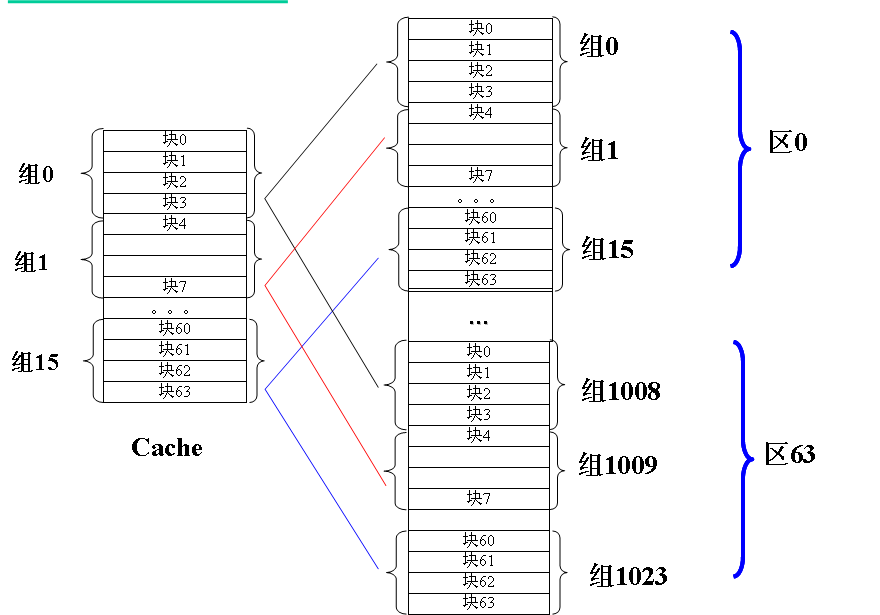 组0
块0
块1
块2
块3
组1
块4
块7
。。。
组15
块60
块61
块62
块63
Cache
块0
块1
块2
块3
组0
块4
块7
组1
。。。
块60
块61
块62
块63
组15
区0
...
块0
块1
块2
块3
组1008
块4
块7
组1009
块60
块61
块62
块63
组1023
区63